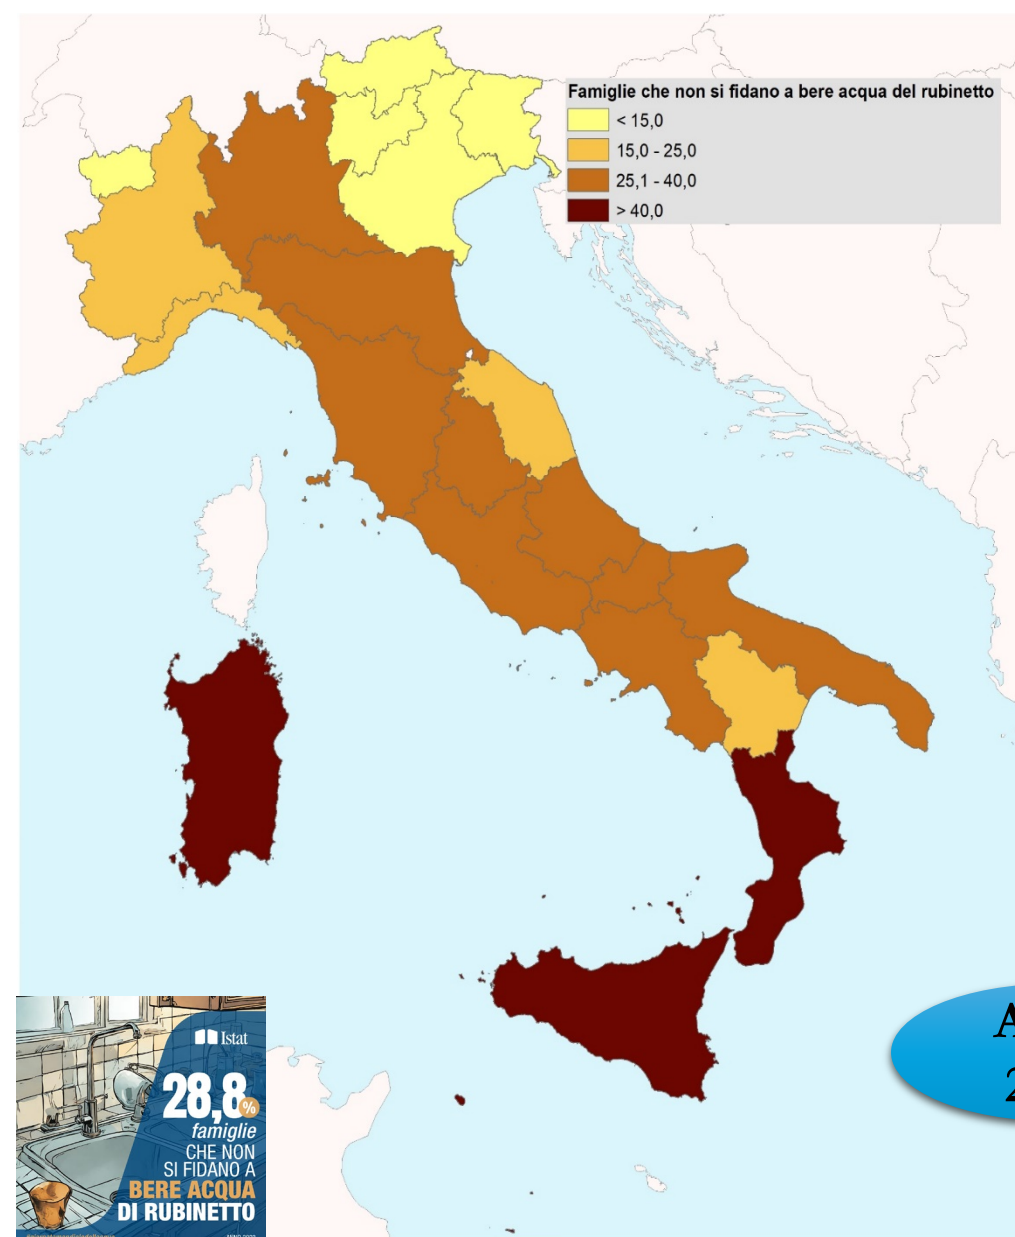 Famiglie che non si fidano a bere acqua del rubinetto
< 15,0
15,0 - 25,0
25,1 - 40,0
> 40,0
A
2
Istat
28,8%
famiglie
CHE NON
SI FIDANO A
BERE ACQUA
DI RUBINETTO